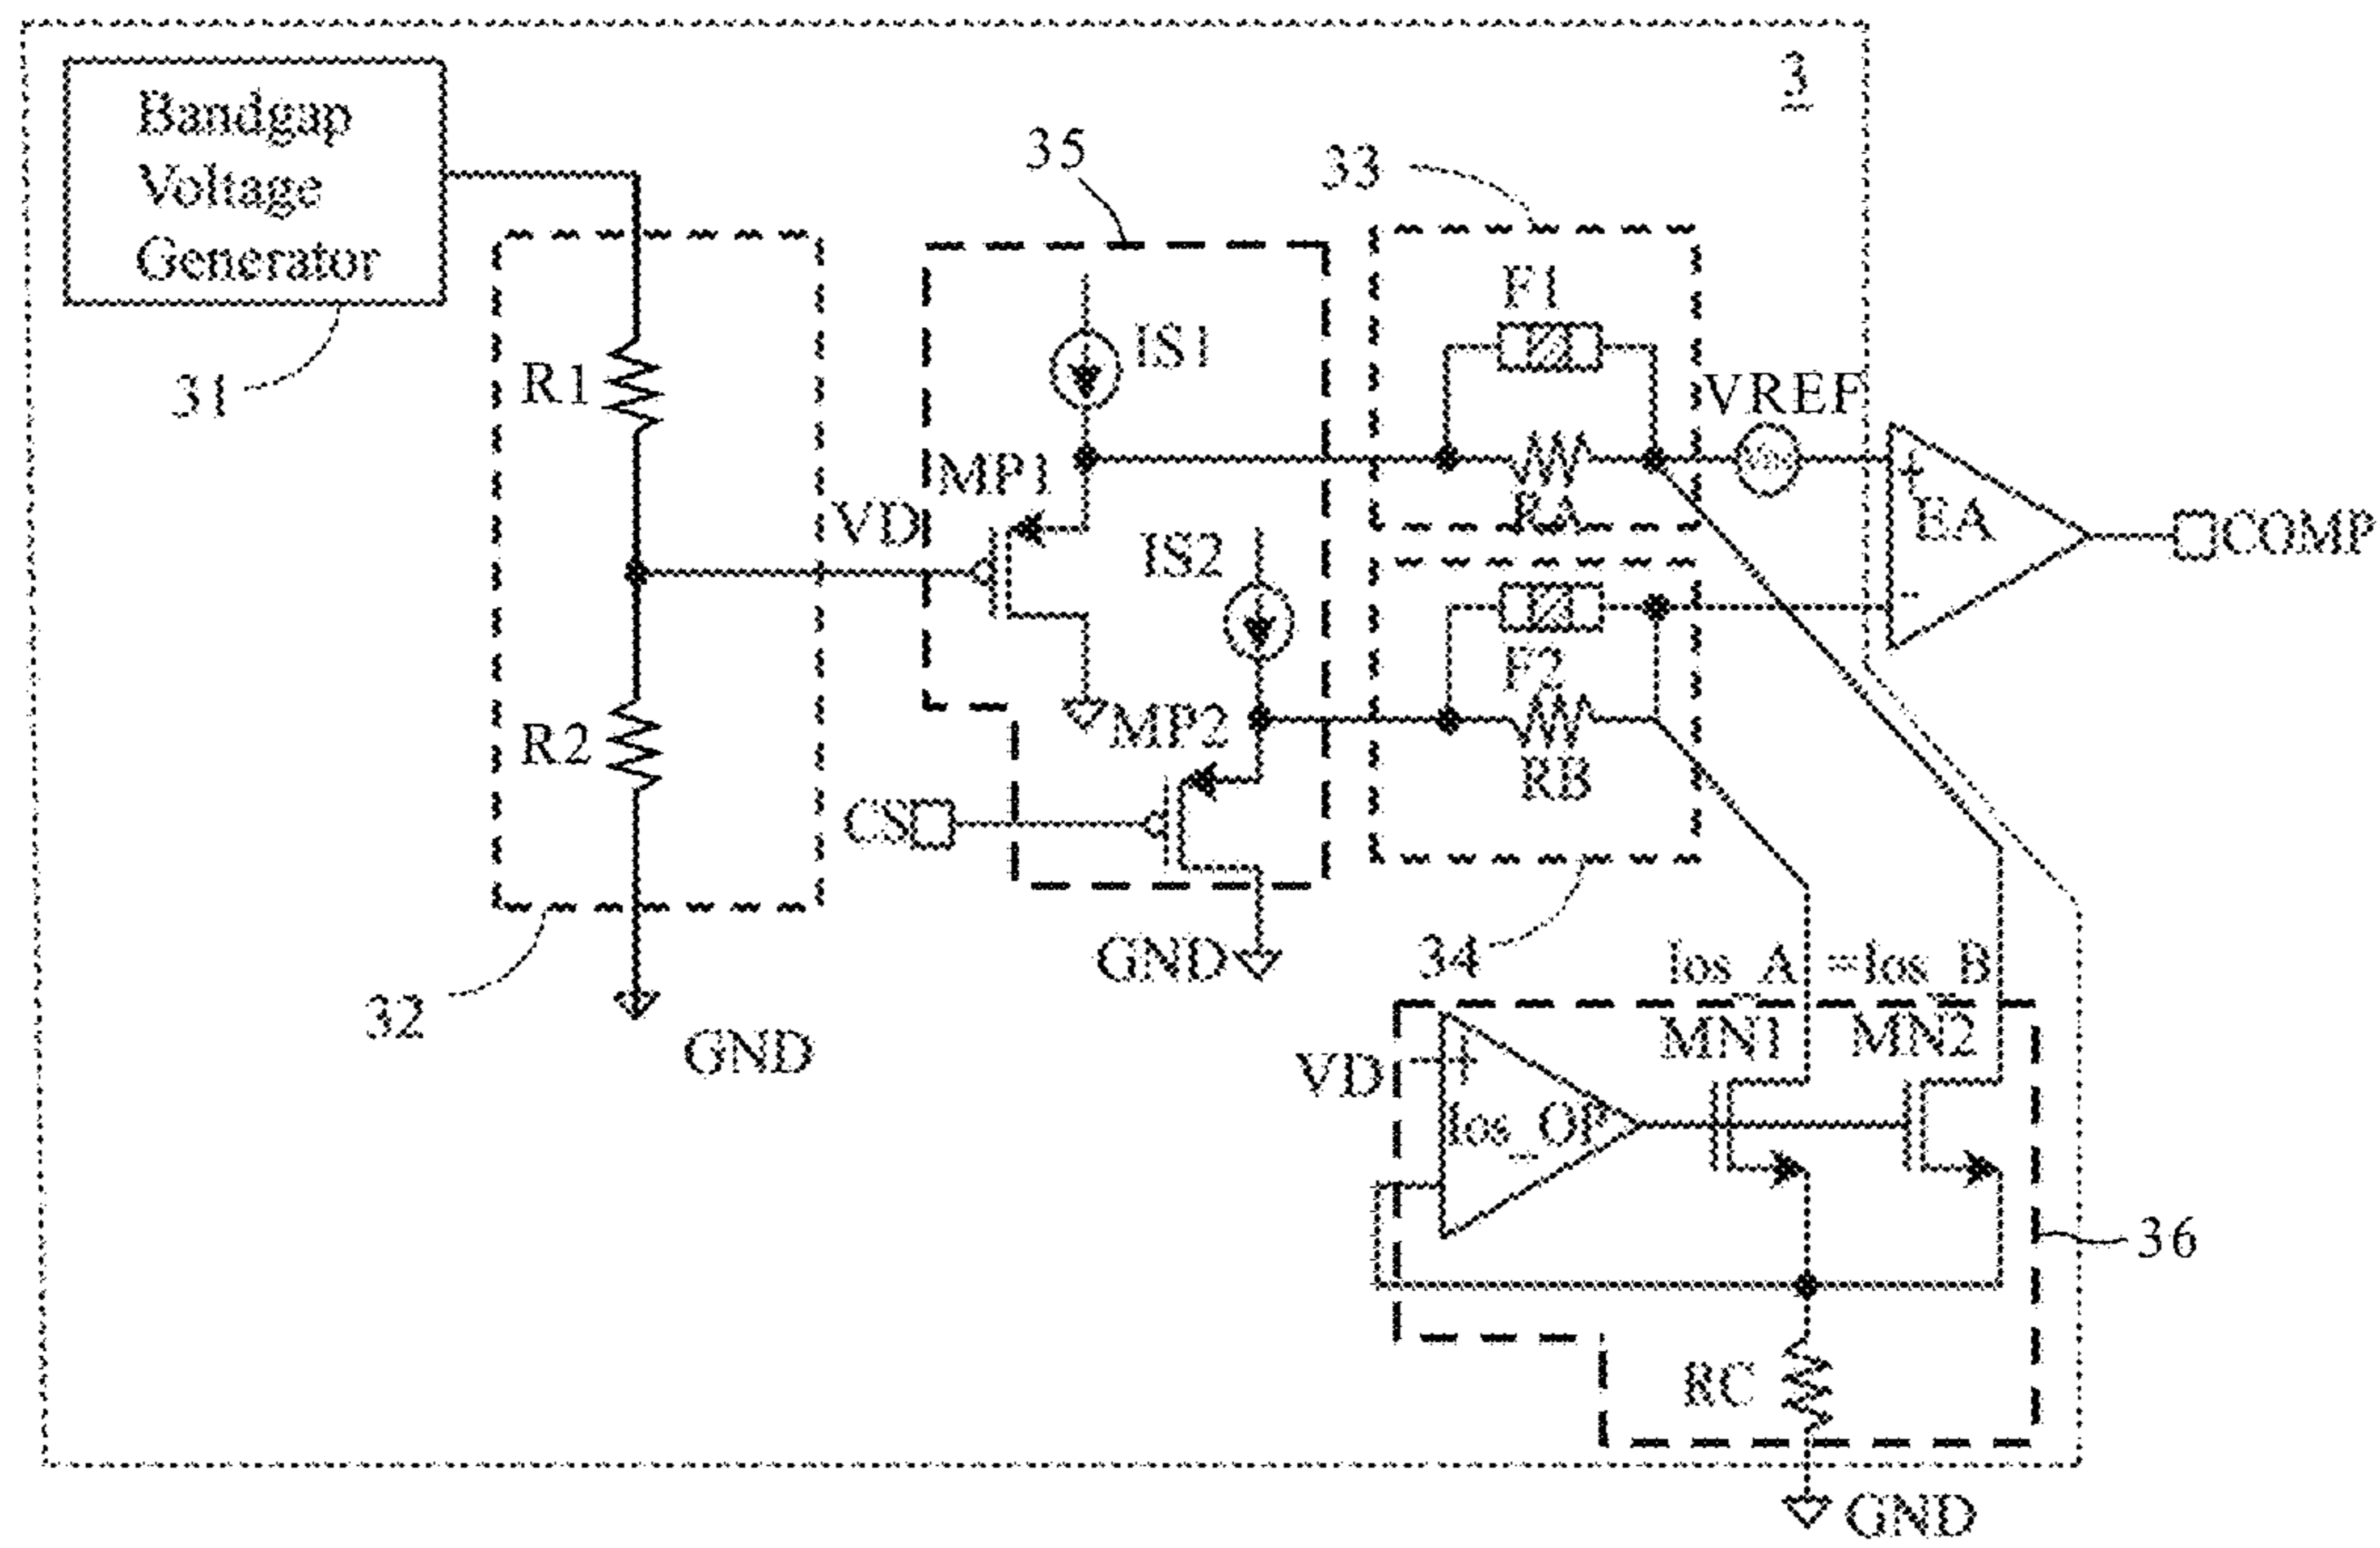 3
Bandgap
Voltage
Generator
35
33
F1
IS1
31
R1
VREF
MP1
RA
VD
EA
IS2
COMP
F2
R2
MP2
RB
CS
GND
34
Ios_A =Ios_B
32
GND
MN1 MN2
VD
Ios_OP
36
RC
GND
+
-
+
-